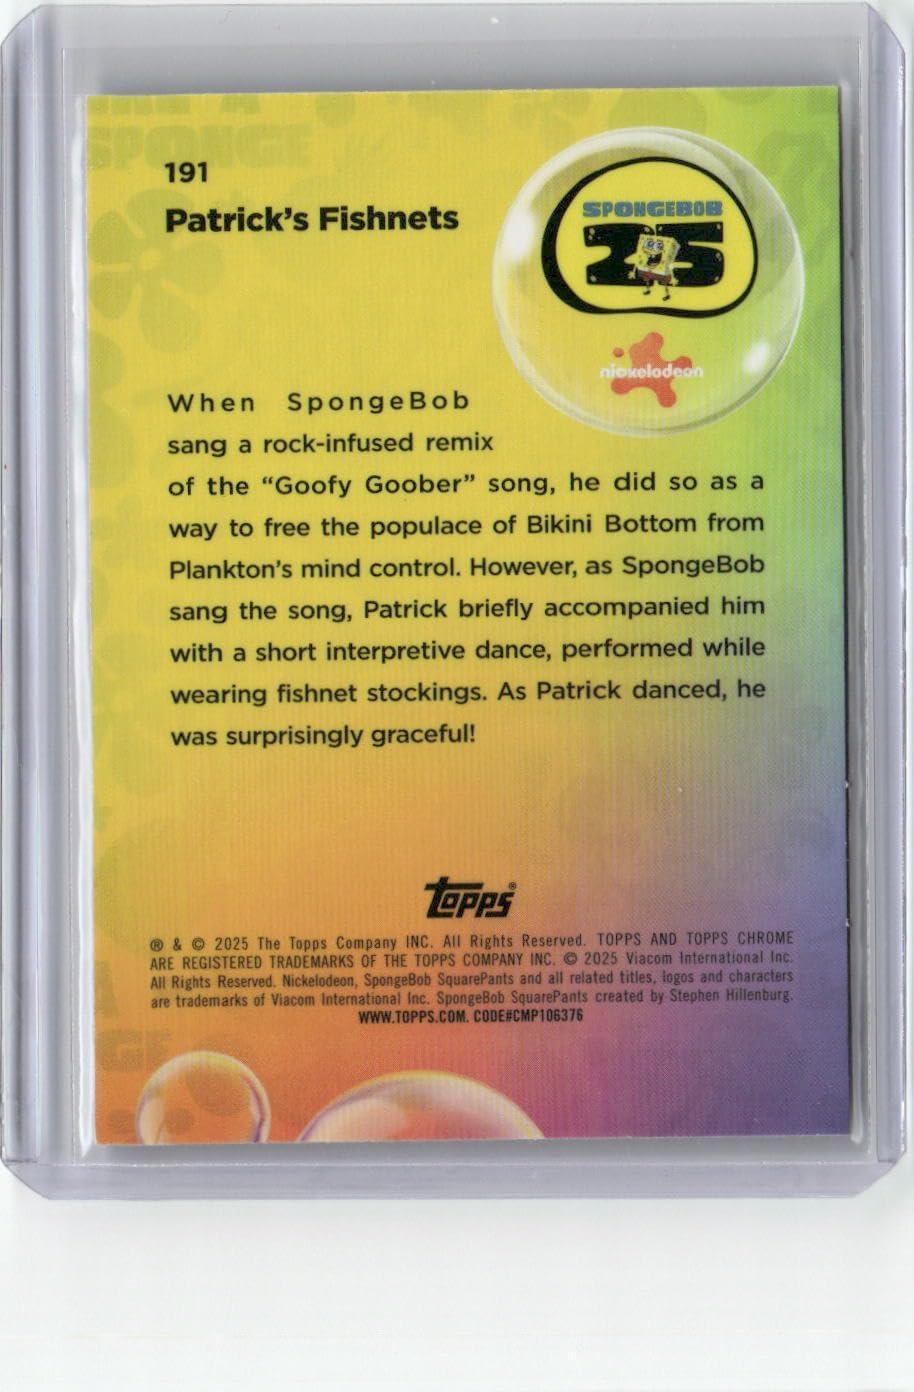 SPONGE
191
Patrick's Fishnets
SPONGEBOB
25
nickelodeon
When SpongeBob
sang a rock-infused remix
of the "Goofy Goober" song, he did so as a
way to free the populace of Bikini Bottom from
Plankton's mind control. However, as SpongeBob
sang the song, Patrick briefly accompanied him
with a short interpretive dance, performed while
wearing fishnet stockings. As Patrick danced, he
was surprisingly graceful!
Topps®
® & © 2025 The Topps Company INC. All Rights Reserved. TOPPS AND TOPPS CHROME
ARE REGISTERED TRADEMARKS OF THE TOPPS COMPANY INC. © 2025 Viacom International Inc.
All Rights Reserved. Nickelodeon, SpongeBob SquarePants and all related titles, logos and characters
are trademarks of Viacom International Inc. SpongeBob SquarePants created by Stephen Hillenburg.
WWW.TOPPS.COM. CODE#CMP106376